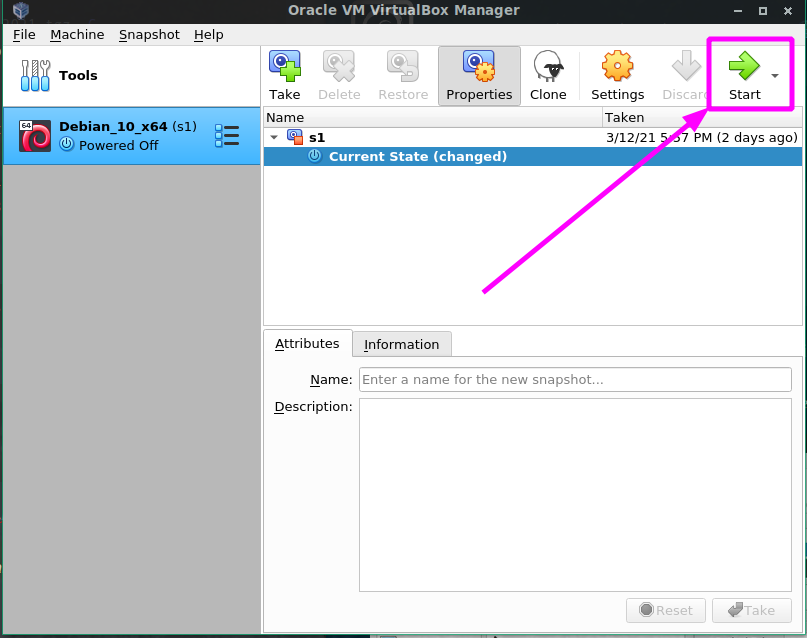 Oracle VM VirtualBox Manager
File Machine Snapshot Help
Tools
Take Delete Restore Properties Clone Settings Discard Start
64
Debian_10_x64 (s1)
Powered Off
Name Taken
s1 3/12/21 5:57 PM (2 days ago)
Current State (changed)
Attributes Information
Name: Enter a name for the new snapshot...
Description:
Reset Take